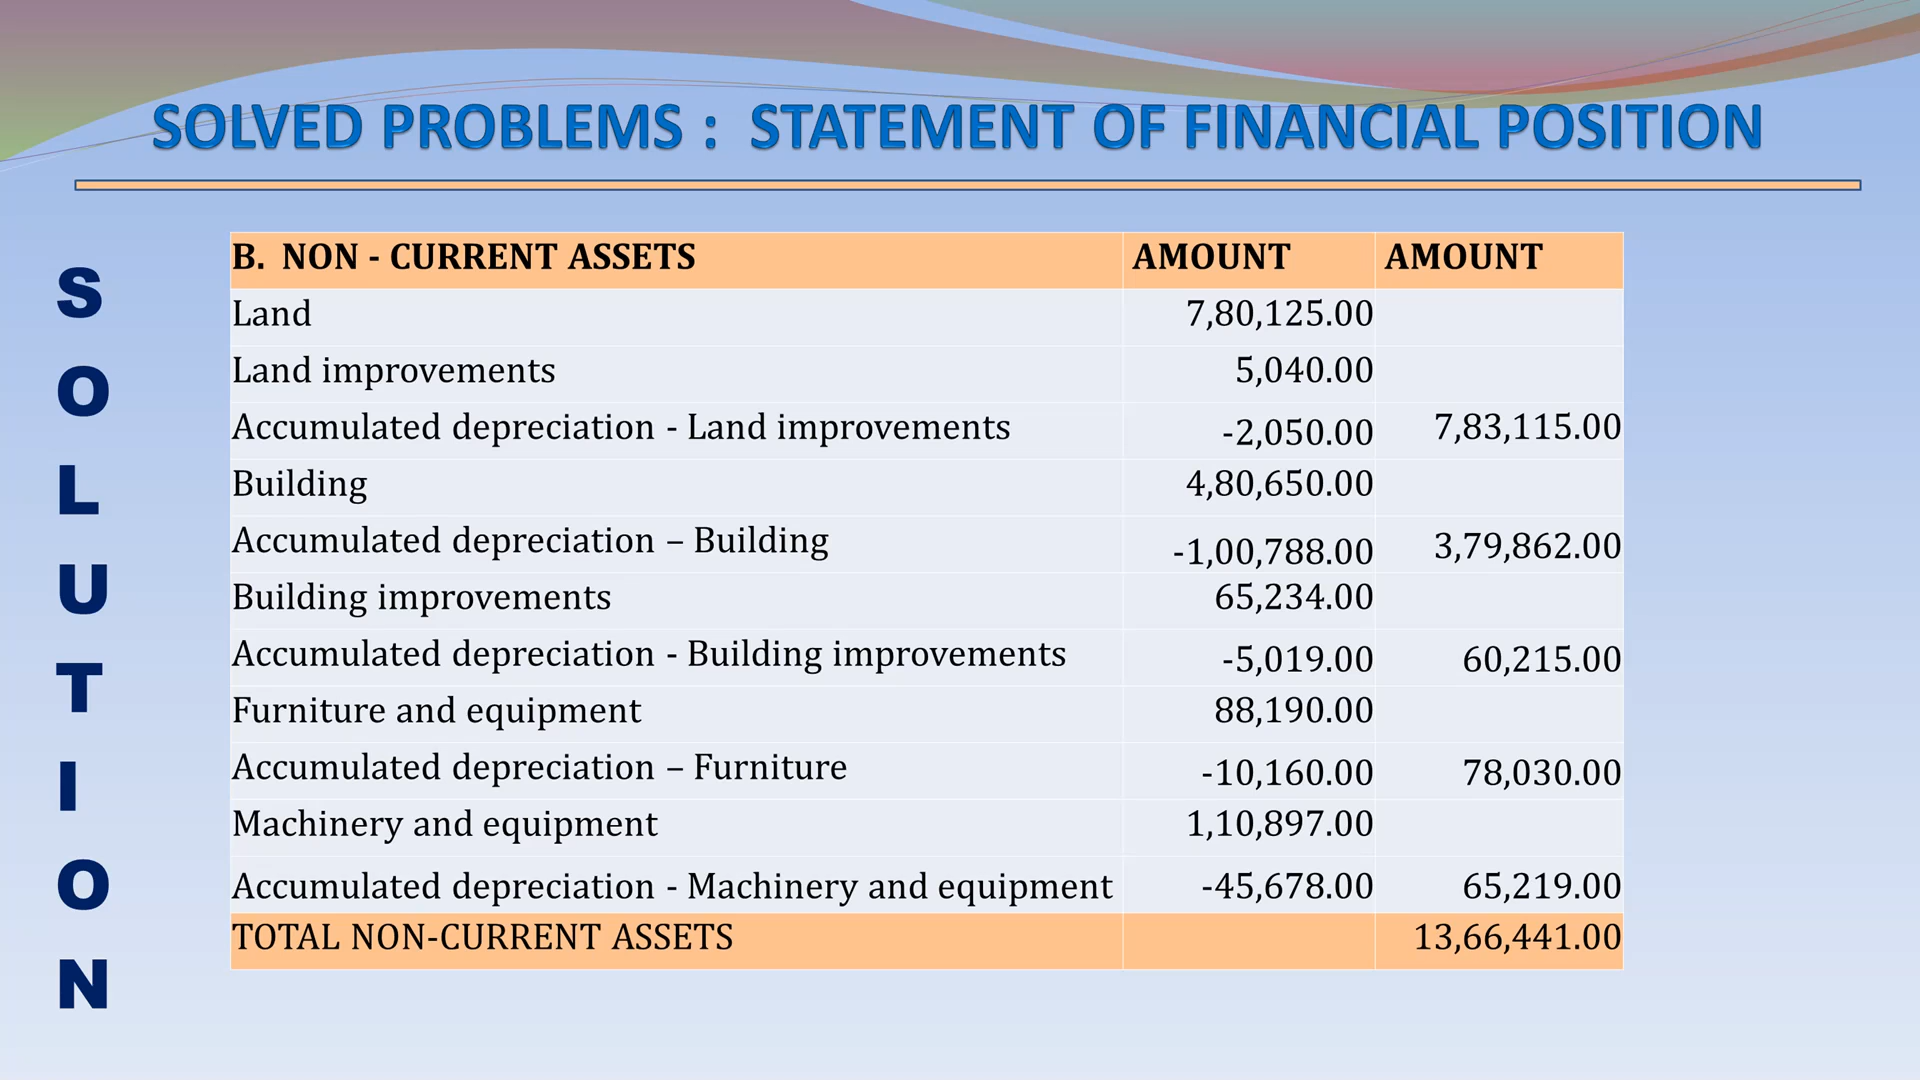 SOLVED PROBLEMS :  STATEMENT OF FINANCIAL POSITION
SOLUTION
B.  NON - CURRENT ASSETS AMOUNT AMOUNT
Land 7,80,125.00
Land improvements 5,040.00
Accumulated depreciation - Land improvements -2,050.00 7,83,115.00
Building 4,80,650.00
Accumulated depreciation – Building -1,00,788.00 3,79,862.00
Building improvements 65,234.00
Accumulated depreciation - Building improvements -5,019.00 60,215.00
Furniture and equipment 88,190.00
Accumulated depreciation – Furniture -10,160.00 78,030.00
Machinery and equipment 1,10,897.00
Accumulated depreciation - Machinery and equipment -45,678.00 65,219.00
TOTAL NON-CURRENT ASSETS 13,66,441.00